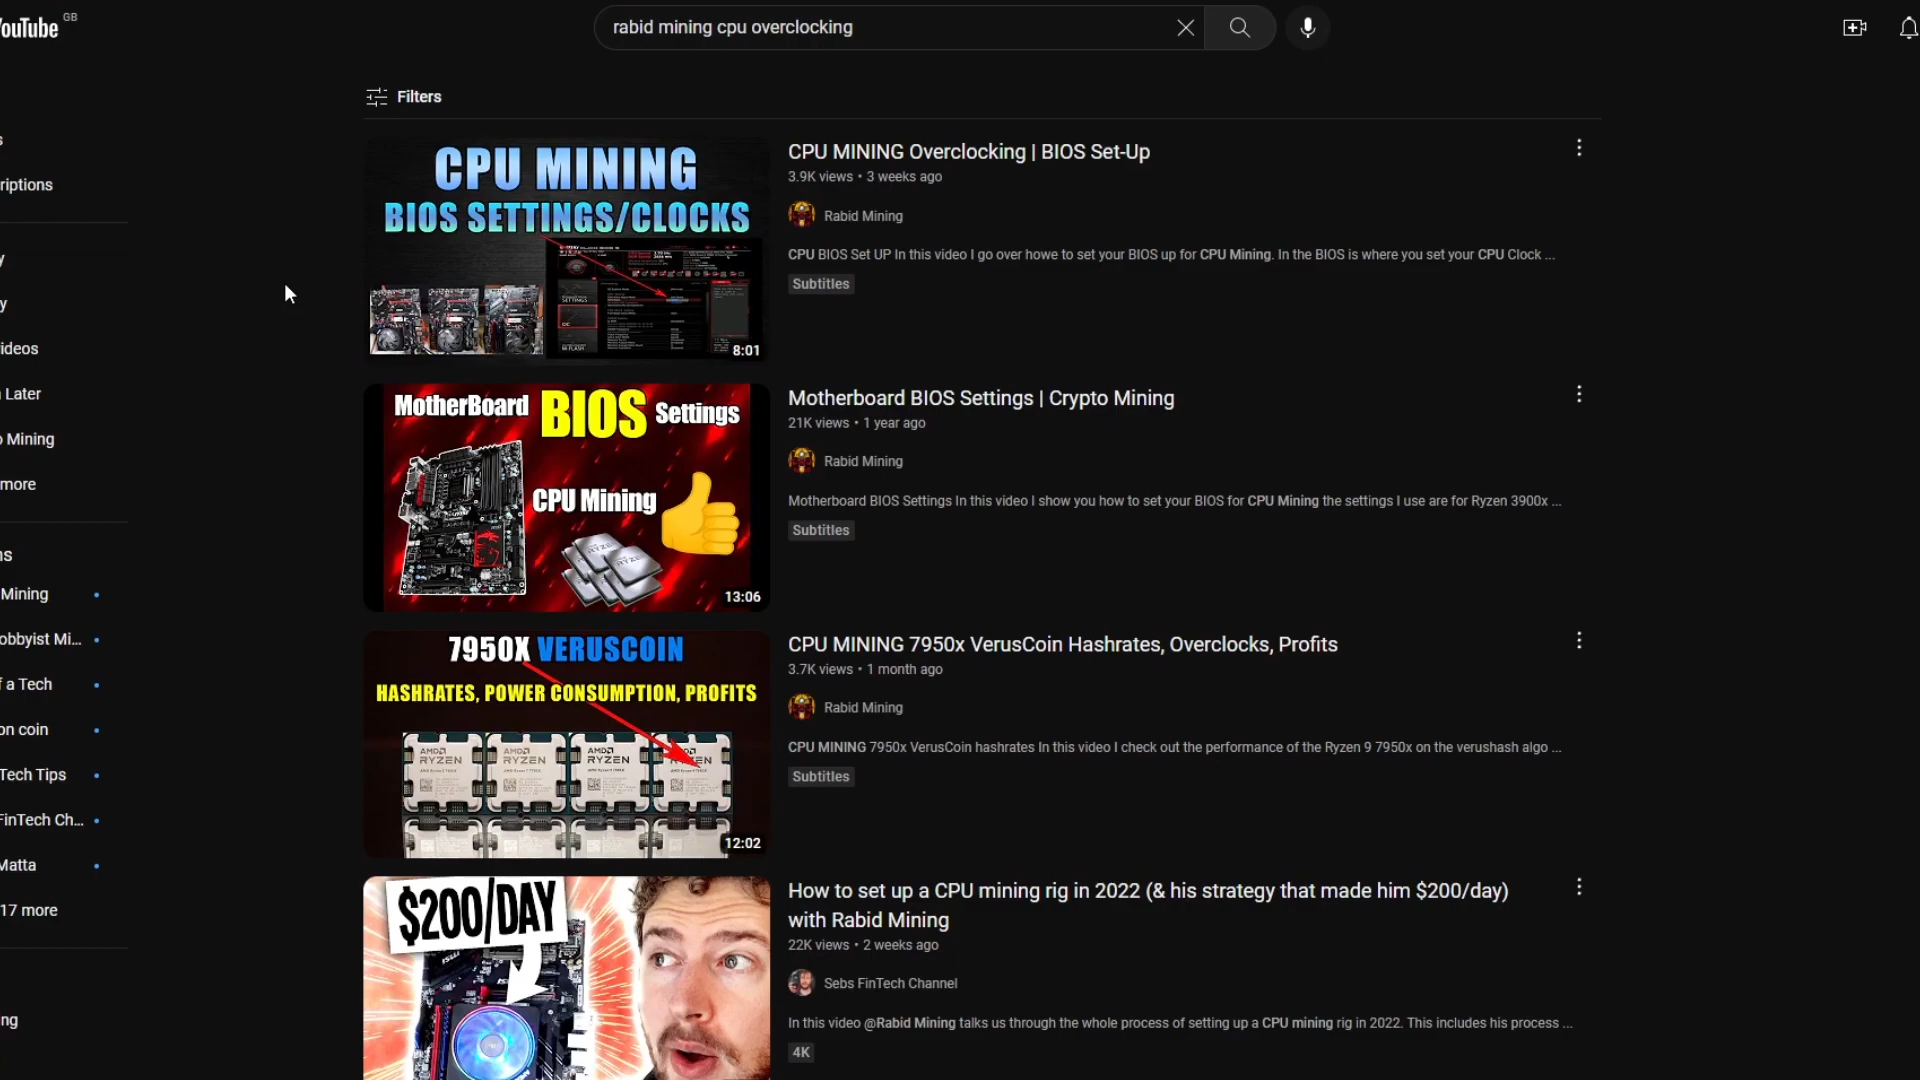 ouTube GB
rabid mining cpu overclocking
Filters
s
riptions
y
y
ideos
Later
o Mining
more
ns
Mining
obbyist Mi...
f a Tech
on coin
Tech Tips
FinTech Ch...
Matta
17 more
ng
CPU MINING
BIOS SETTINGS/CLOCKS
8:01
CPU MINING Overclocking | BIOS Set-Up
3.9K views • 3 weeks ago
Rabid Mining
CPU BIOS Set UP In this video I go over howe to set your BIOS up for CPU Mining. In the BIOS is where you set your CPU Clock ...
Subtitles
MotherBoard BIOS Settings
CPU Mining
13:06
Motherboard BIOS Settings | Crypto Mining
21K views • 1 year ago
Rabid Mining
Motherboard BIOS Settings In this video I show you how to set your BIOS for CPU Mining the settings I use are for Ryzen 3900x ...
Subtitles
7950X VERUSCOIN
HASHRATES, POWER CONSUMPTION, PROFITS
AMD RYZEN
AMD RYZEN
AMD RYZEN
12:02
CPU MINING 7950x VerusCoin Hashrates, Overclocks, Profits
3.7K views • 1 month ago
Rabid Mining
CPU MINING 7950x VerusCoin hashrates In this video I check out the performance of the Ryzen 9 7950x on the verushash algo ...
Subtitles
$200/DAY
How to set up a CPU mining rig in 2022 (& his strategy that made him $200/day)
with Rabid Mining
22K views • 2 weeks ago
Sebs FinTech Channel
In this video @Rabid Mining talks us through the whole process of setting up a CPU mining rig in 2022. This includes his process ...
4K